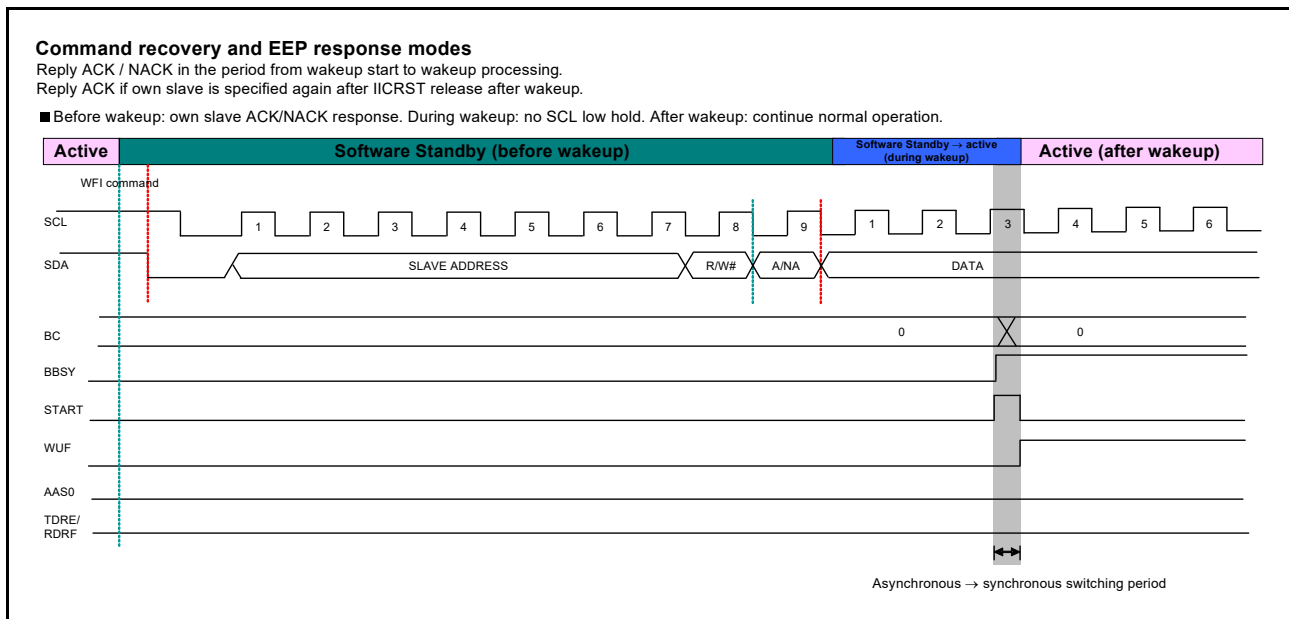 Command recovery and EEP response modes
Reply ACK / NACK in the period from wakeup start to wakeup processing.
Reply ACK if own slave is specified again after IICRST release after wakeup.
■ Before wakeup: own slave ACK/NACK response. During wakeup: no SCL low hold. After wakeup: continue normal operation.
Active
Software Standby (before wakeup)
Software Standby → active
(during wakeup)
Active (after wakeup)
WFI command
SCL
1 2 3 4 5 6 7 8 9 1 2 3 4 5 6
SDA
SLAVE ADDRESS R/W# A/NA DATA
BC
0 0
BBSY
START
WUF
AAS0
TDRE/
RDRF
Asynchronous → synchronous switching period